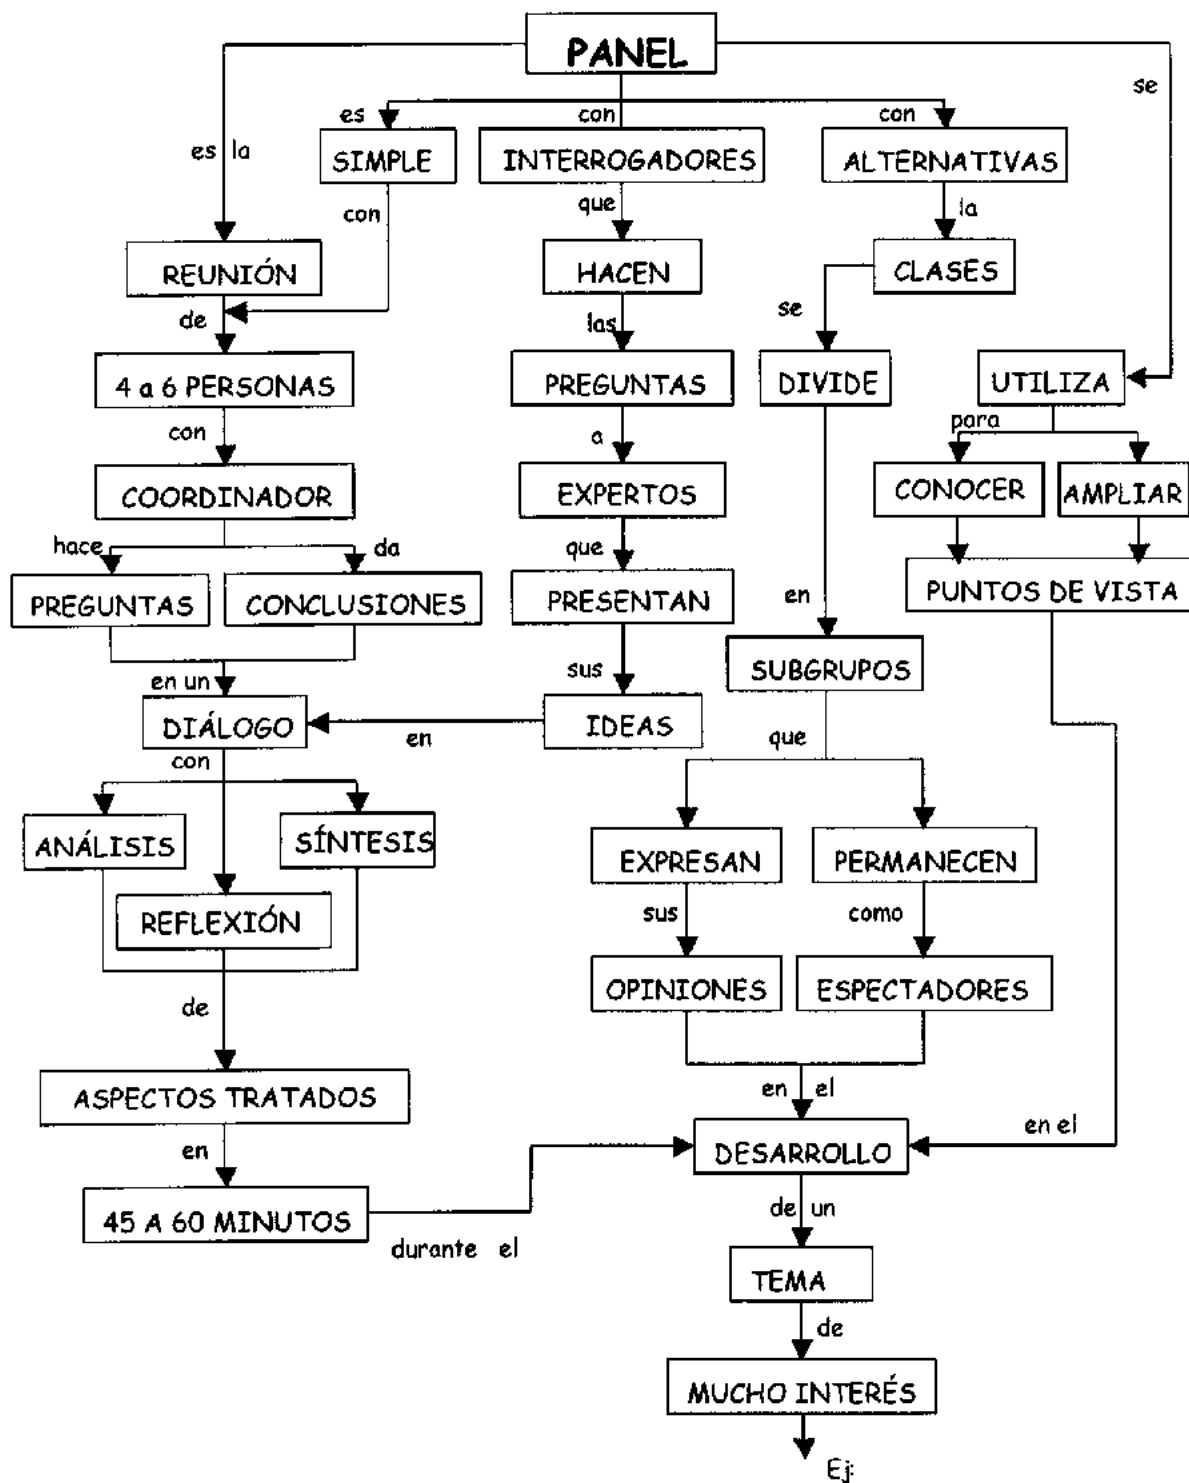 PANEL
se
es
con
con
es la
SIMPLE
INTERROGADORES
ALTERNATIVAS
con
que
la
REUNIÓN
HACEN
CLASES
de
las
se
4 a 6 PERSONAS
PREGUNTAS
DIVIDE
UTILIZA
con
a
para
COORDINADOR
EXPERTOS
CONOCER
AMPLIAR
hace
da
que
PREGUNTAS
CONCLUSIONES
PRESENTAN
en
PUNTOS DE VISTA
en un
sus
SUBGRUPOS
DIÁLOGO
en
IDEAS
que
con
ANÁLISIS
SÍNTESIS
EXPRESAN
PERMANECEN
REFLEXIÓN
sus
como
de
OPINIONES
ESPECTADORES
ASPECTOS TRATADOS
en el
en
DESARROLLO
en el
45 A 60 MINUTOS
de un
durante el
TEMA
de
MUCHO INTERÉS
Ej: